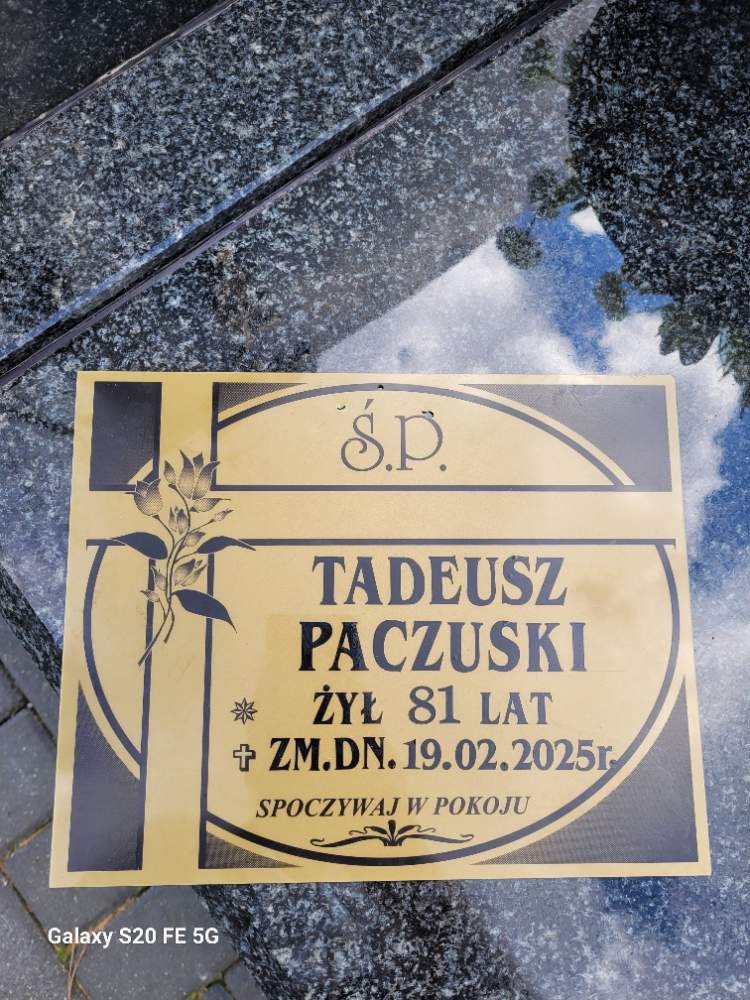 Ś.P.
TADEUSZ
PACZUSKI
ŻYŁ 81 LAT
ZM.DN.19.02.2025r.
SPOCZYWAJ W POKOJU
Galaxy S20 FE 5G